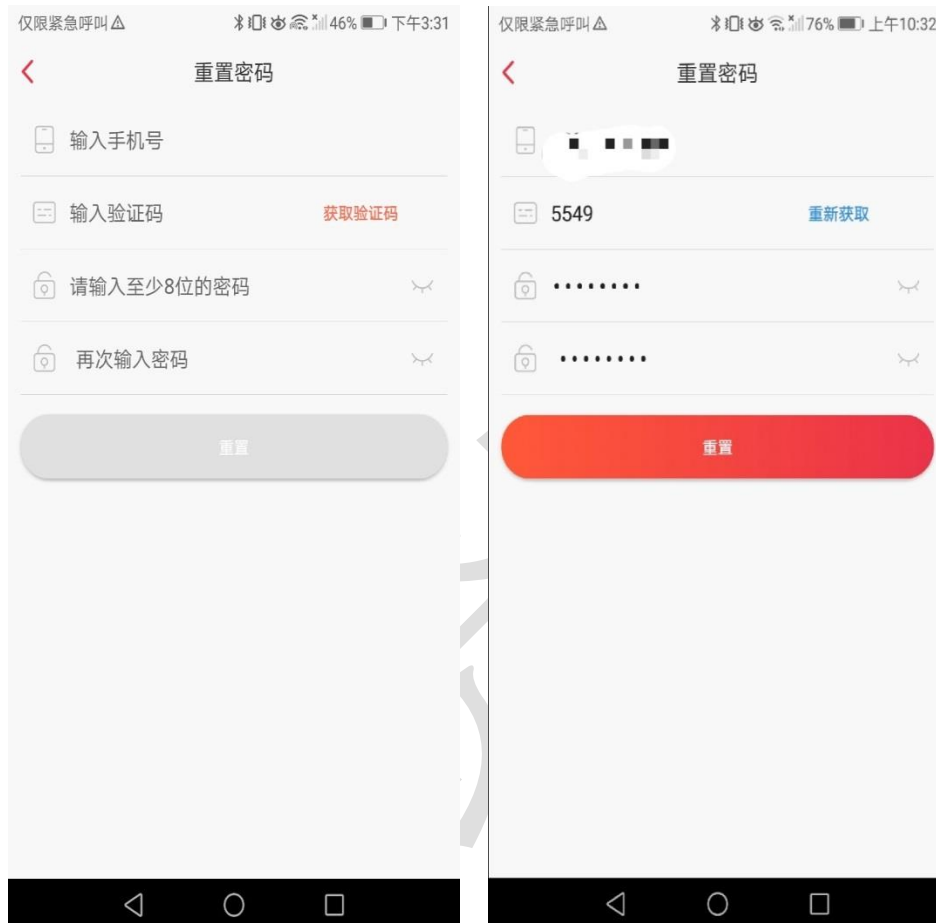 仅限紧急呼叫 46% 下午3:31
重置密码
输入手机号
输入验证码 获取验证码
请输入至少8位的密码
再次输入密码
重置
仅限紧急呼叫 76% 上午10:32
重置密码
5549 重新获取
••••••••
••••••••
重置